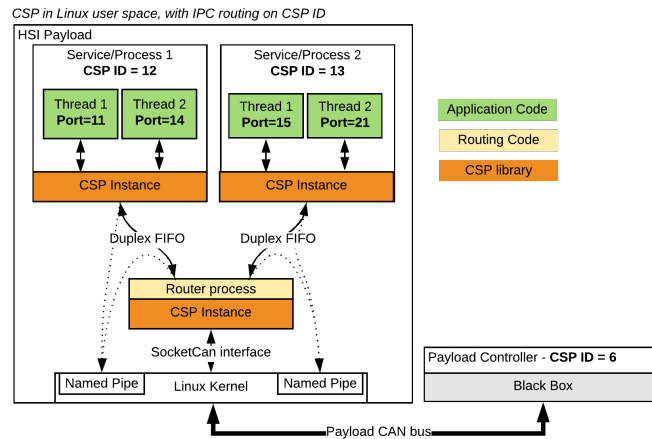 CSP in Linux user space, with IPC routing on CSP ID
HSI Payload
Service/Process 1
CSP ID = 12
Service/Process 2
CSP ID = 13
Thread 1
Port=11
Thread 2
Port=14
Thread 1
Port=15
Thread 2
Port=21
Application Code
Routing Code
CSP library
CSP Instance
CSP Instance
Duplex FIFO
Duplex FIFO
Router process
CSP Instance
SocketCan interface
Named Pipe
Linux Kernel
Named Pipe
Payload Controller - CSP ID = 6
Black Box
Payload CAN bus